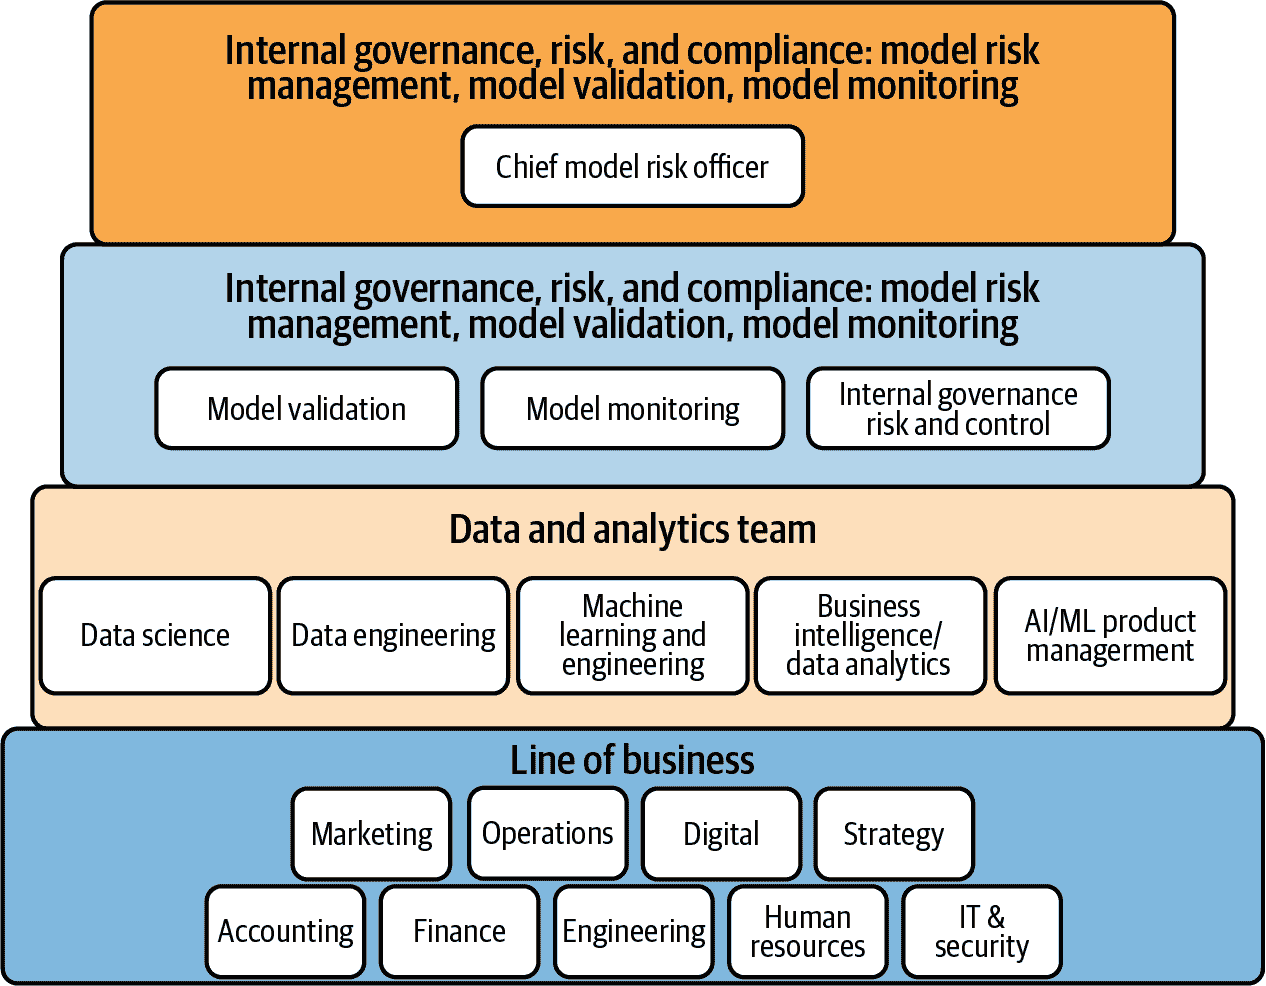 Internal governance, risk, and compliance: model risk
management, model validation, model monitoring
Chief model risk officer
Internal governance, risk, and compliance: model risk
management, model validation, model monitoring
Model validation
Model monitoring
Internal governance
risk and control
Data and analytics team
Data science
Data engineering
Machine
learning and
engineering
Business
intelligence/
data analytics
AI/ML product
managerment
Line of business
Marketing
Operations
Digital
Strategy
Accounting
Finance
Engineering
Human
resources
IT &
security